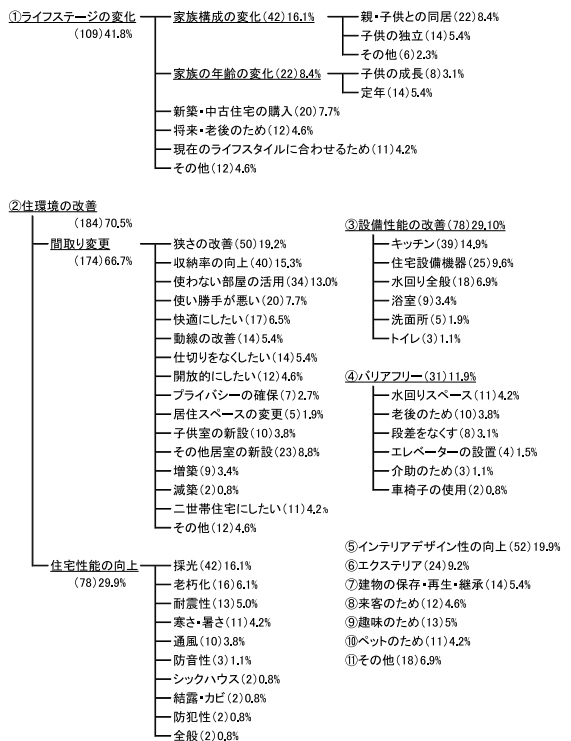 ①ライフステージの変化
(109)41.8%
家族構成の変化(42)16.1%
親・子供との同居(22)8.4%
子供の独立(14)5.4%
その他(6)2.3%
家族の年齢の変化(22)8.4%
子供の成長(8)3.1%
定年(14)5.4%
新築・中古住宅の購入(20)7.7%
将来・老後のため(12)4.6%
現在のライフスタイルに合わせるため(11)4.2%
その他(12)4.6%
②住環境の改善
(184)70.5%
間取り変更
(174)66.7%
狭さの改善(50)19.2%
収納率の向上(40)15.3%
使わない部屋の活用(34)13.0%
使い勝手が悪い(20)7.7%
快適にしたい(17)6.5%
動線の改善(14)5.4%
仕切りをなくしたい(14)5.4%
開放的にしたい(12)4.6%
プライバシーの確保(7)2.7%
居住スペースの変更(5)1.9%
子供室の新設(10)3.8%
その他居室の新設(23)8.8%
増築(9)3.4%
減築(2)0.8%
二世帯住宅にしたい(11)4.2%
その他(12)4.6%
住宅性能の向上
(78)29.9%
採光(42)16.1%
老朽化(16)6.1%
耐震性(13)5.0%
寒さ・暑さ(11)4.2%
通風(10)3.8%
防音性(3)1.1%
シックハウス(2)0.8%
結露・カビ(2)0.8%
防犯性(2)0.8%
全般(2)0.8%
③設備性能の改善(78)29.10%
キッチン(39)14.9%
住宅設備機器(25)9.6%
水回り全般(18)6.9%
浴室(9)3.4%
洗面所(5)1.9%
トイレ(3)1.1%
④バリアフリー(31)11.9%
水回りスペース(11)4.2%
老後のため(10)3.8%
段差をなくす(8)3.1%
エレベーターの設置(4)1.5%
介助のため(3)1.1%
車椅子の使用(2)0.8%
⑤インテリアデザイン性の向上(52)19.9%
⑥エクステリア(24)9.2%
⑦建物の保存・再生・継承(14)5.4%
⑧来客のため(12)4.6%
⑨趣味のため(13)5%
⑩ペットのため(11)4.2%
⑪その他(18)6.9%